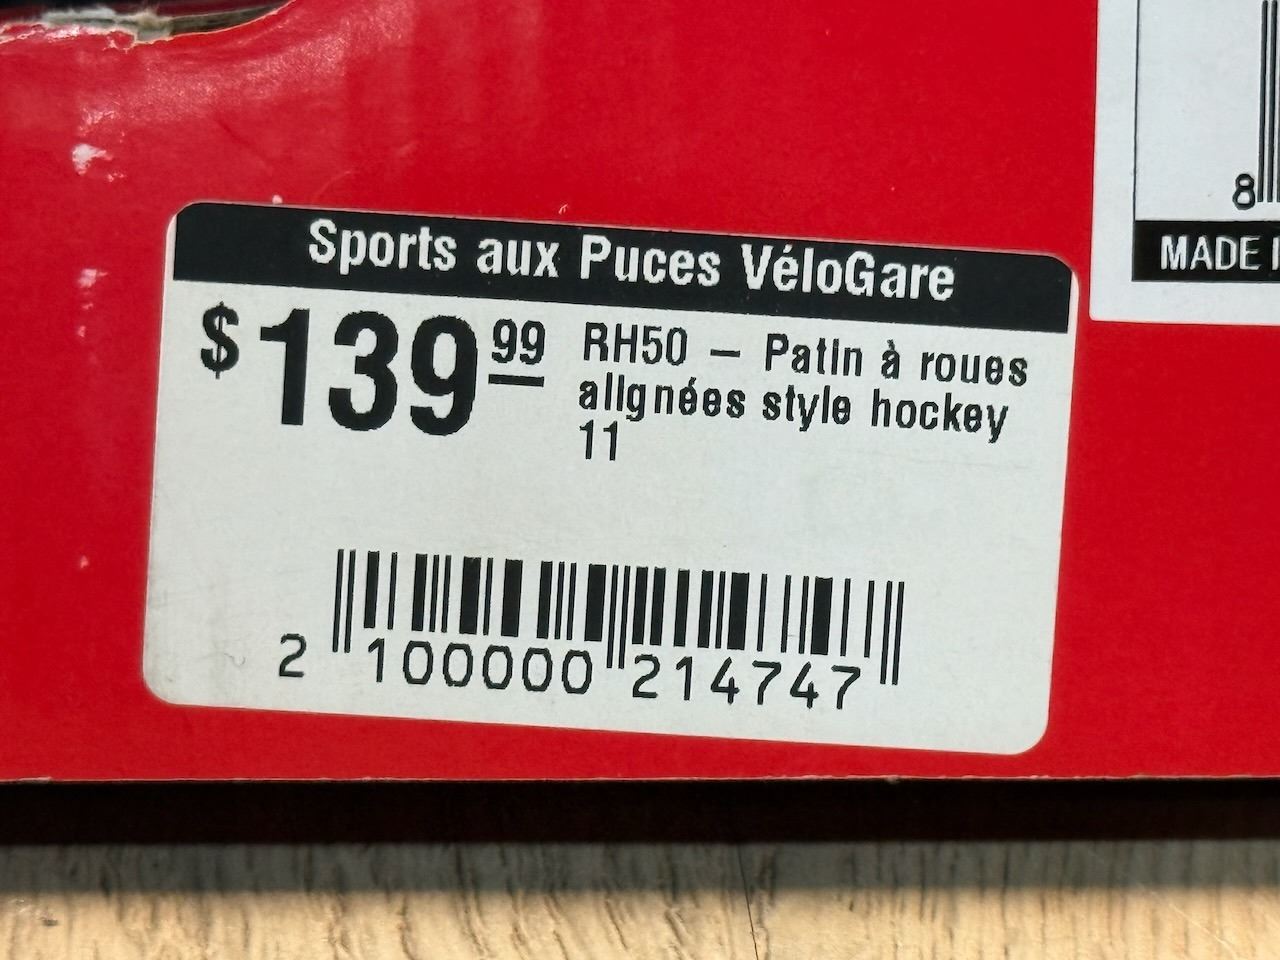 Sports aux Puces VéloGare
$139.99
RH50 – Patin à roues
alignées style hockey
11
2 100000 214747
8
MADE